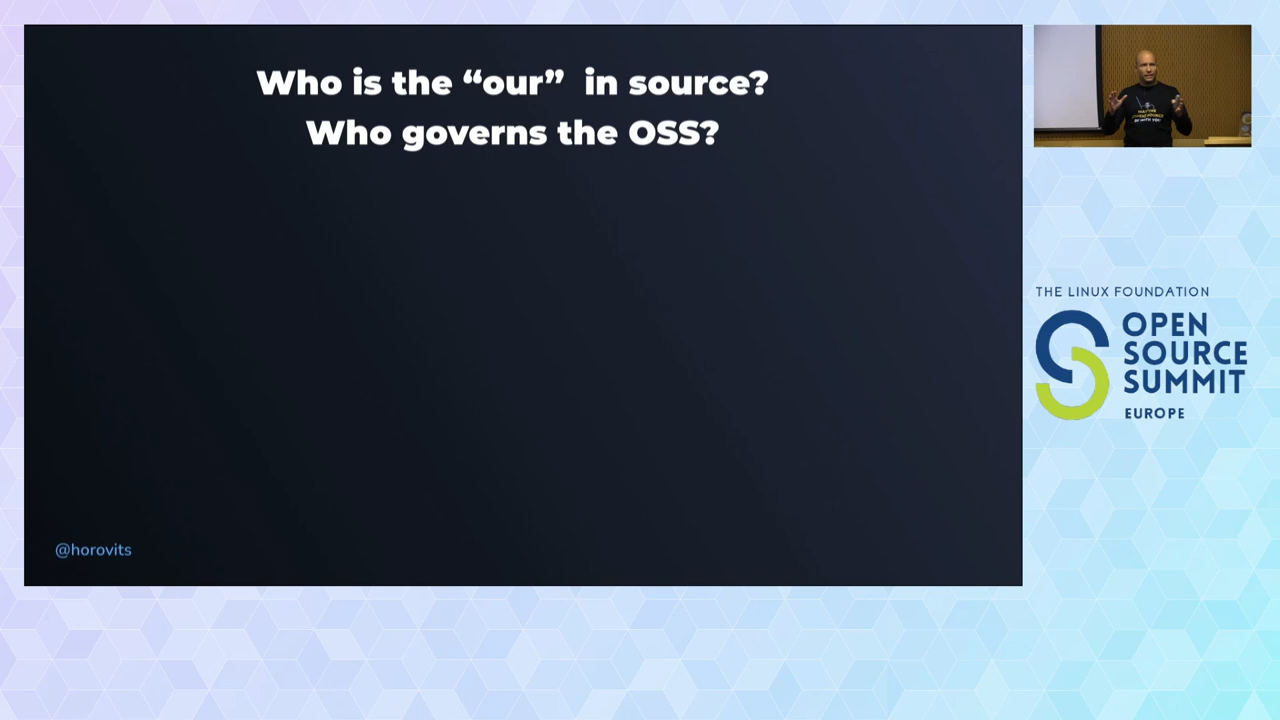 Who is the “our”  in source?
Who governs the OSS?
@horovits
THE LINUX FOUNDATION
OPEN
SOURCE
SUMMIT
EUROPE